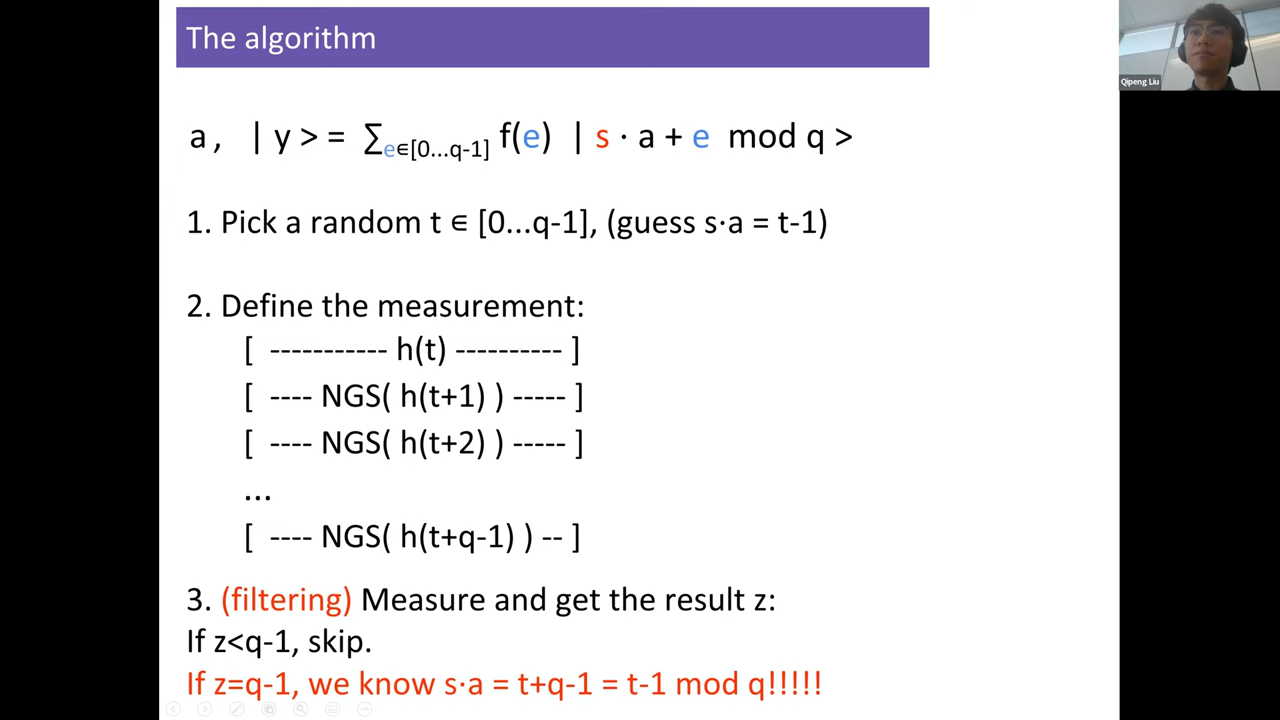 The algorithm
Qipeng Liu
a, | y > = ∑e∈[0...q-1] f(e) | s · a + e mod q >
1. Pick a random t ∈ [0...q-1], (guess s·a = t-1)
2. Define the measurement:
[ ----------- h(t) ---------- ]
[ ---- NGS( h(t+1) ) ----- ]
[ ---- NGS( h(t+2) ) ----- ]
...
[ ---- NGS( h(t+q-1) ) -- ]
3. (filtering) Measure and get the result z:
If z<q-1, skip.
If z=q-1, we know s·a = t+q-1 = t-1 mod q!!!!!